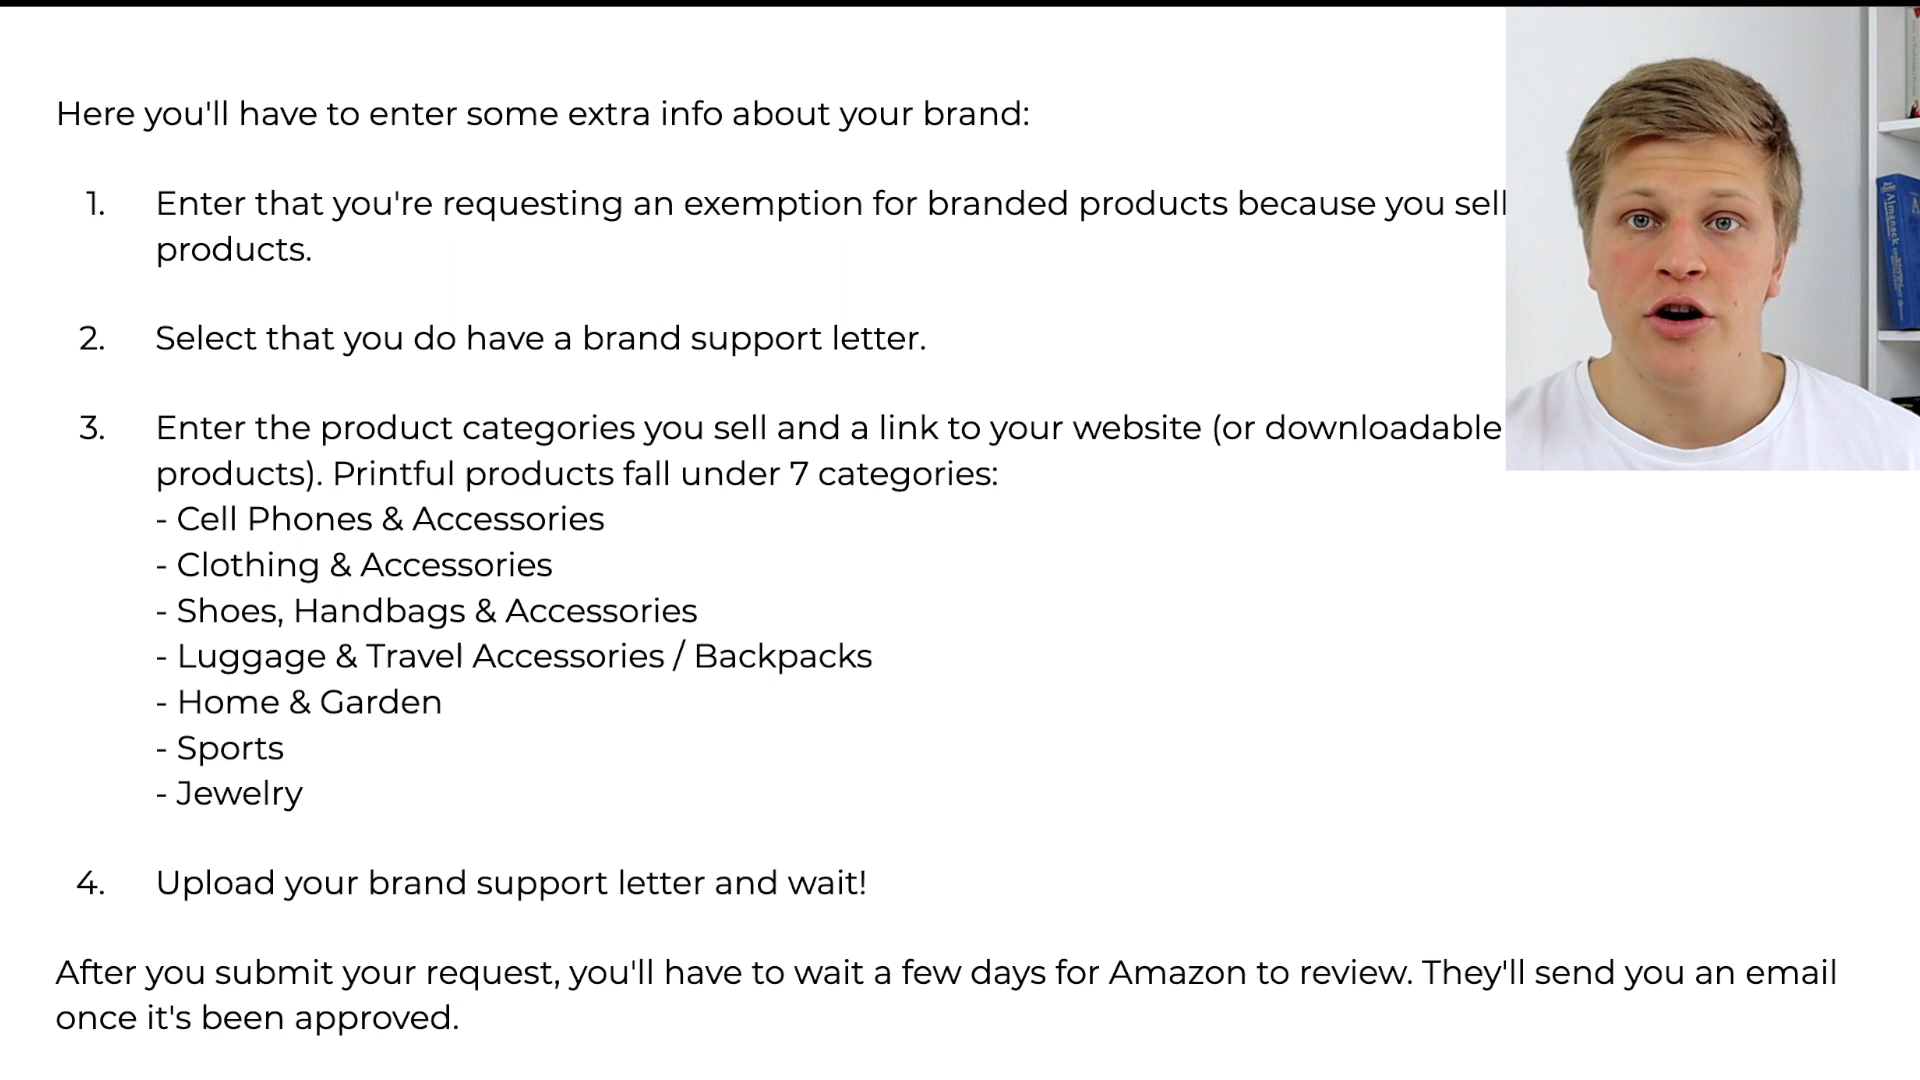 Here you'll have to enter some extra info about your brand:
1. Enter that you're requesting an exemption for branded products because you sell
products.
2. Select that you do have a brand support letter.
3. Enter the product categories you sell and a link to your website (or downloadable
products). Printful products fall under 7 categories:
- Cell Phones & Accessories
- Clothing & Accessories
- Shoes, Handbags & Accessories
- Luggage & Travel Accessories / Backpacks
- Home & Garden
- Sports
- Jewelry
4. Upload your brand support letter and wait!
After you submit your request, you'll have to wait a few days for Amazon to review. They'll send you an email
once it's been approved.
Almanack